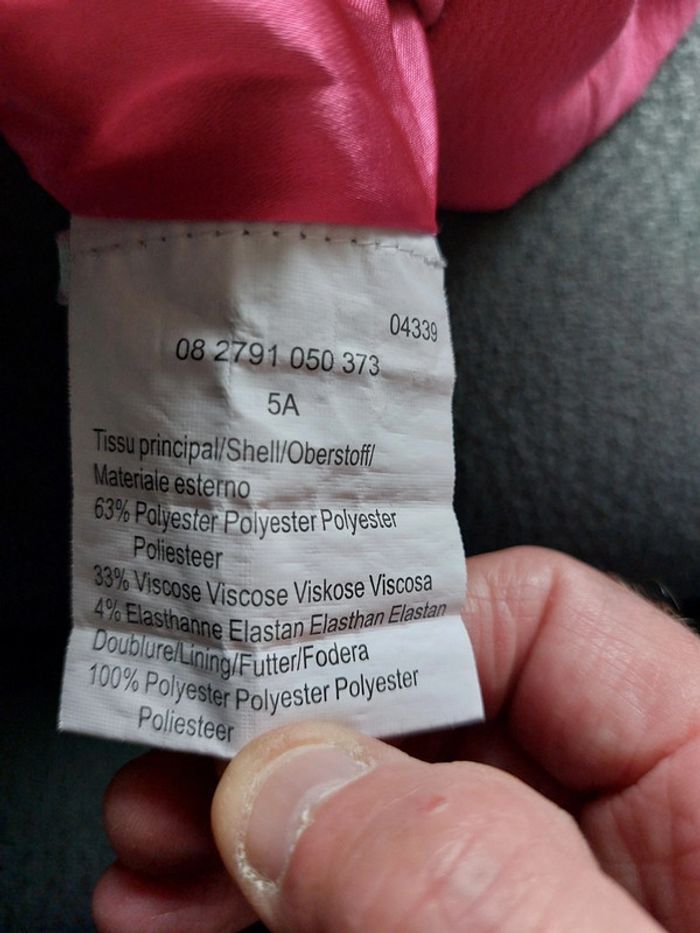 04339
08 2791 050 373
5A
Tissu principal/Shell/Oberstoff/
Materiale esterno
63% Polyester Polyester Polyester
Poliesteer
33% Viscose Viscose Viskose Viscosa
4% Elasthanne Elastan Elasthan Elastan
Doublure/Lining/Futter/Fodera
100% Polyester Polyester Polyester
Poliesteer